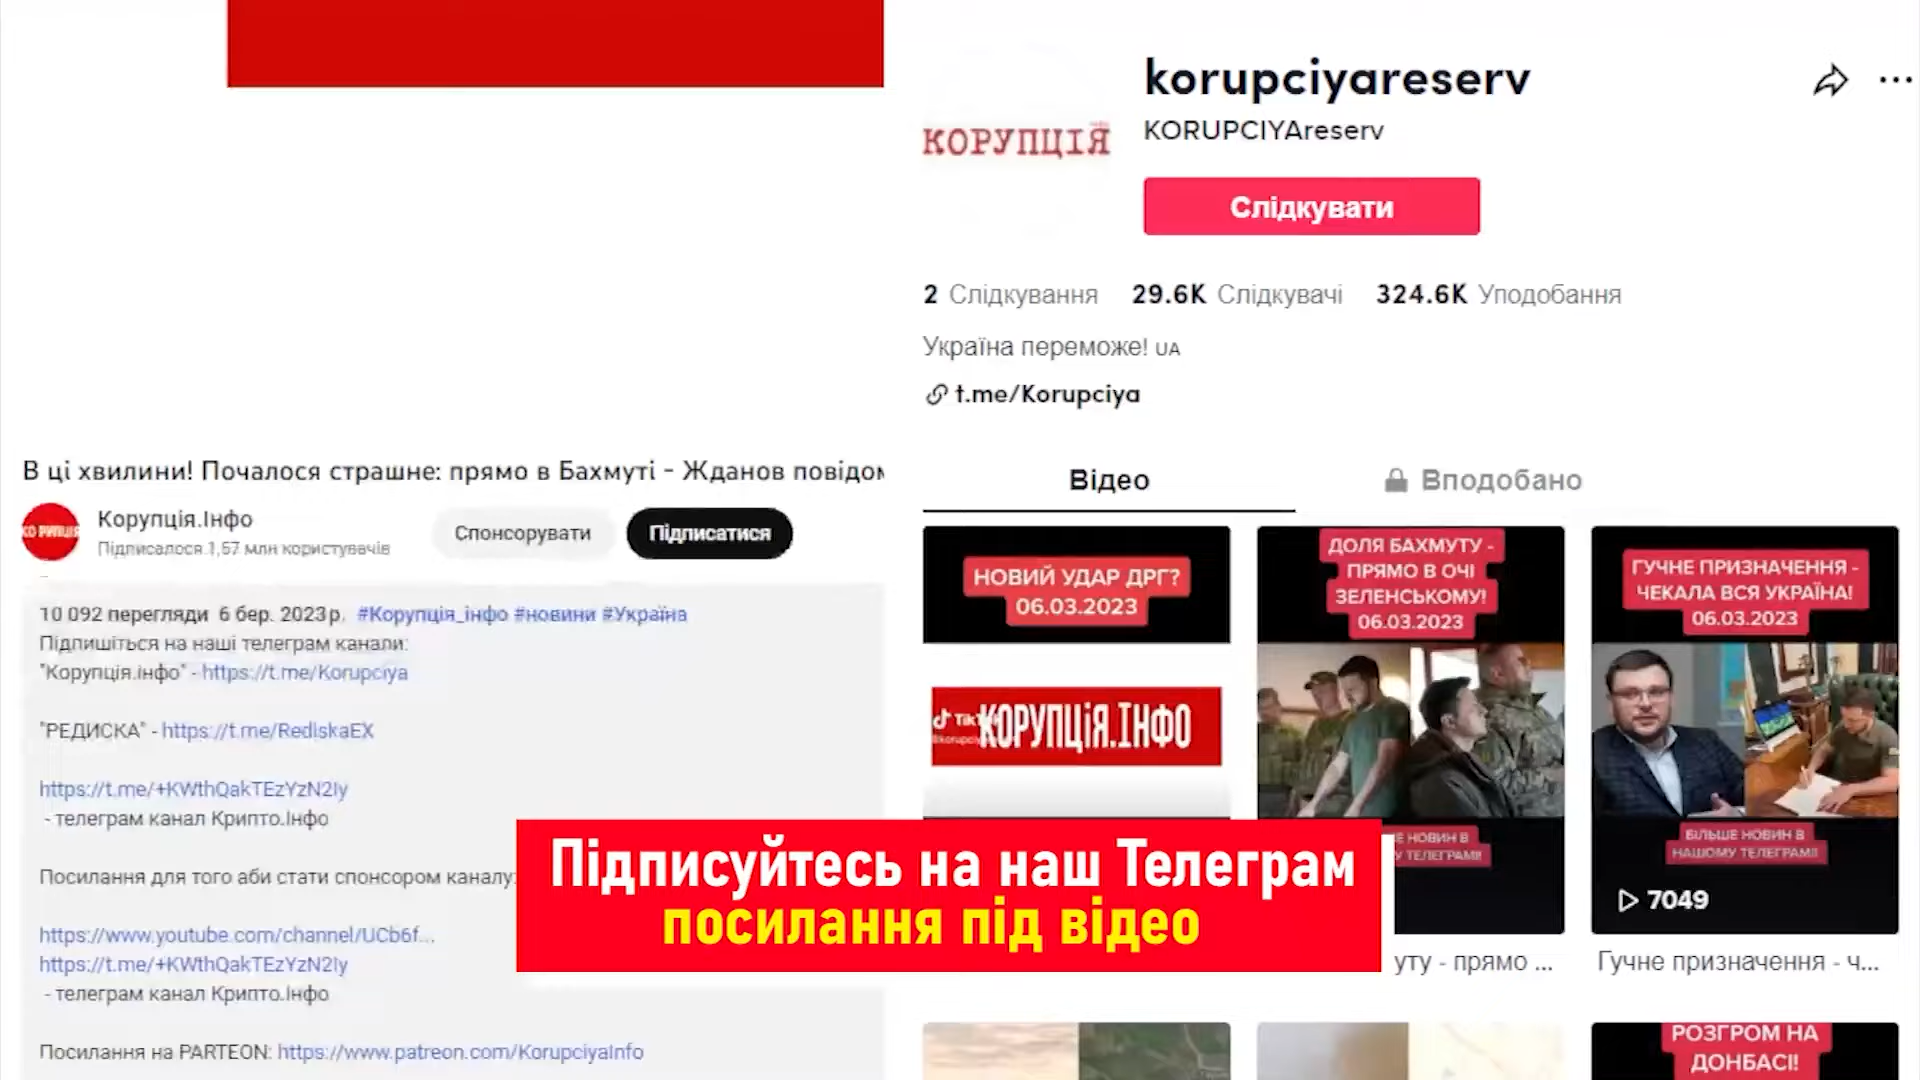 В ці хвилини! Почалося страшне: прямо в Бахмуті - Жданов повідом
Корупція.Інфо
Підписалося 1,57 млн користувачів
Спонсорувати
Підписатися
10 092 перегляди 6 бер. 2023 р. #Корупція_інфо #новини #Україна
Підпишіться на наші телеграм канали:
"Корупція.інфо" - https://t.me/Korupciya
"РЕДИСКА" - https://t.me/RediskaEX
https://t.me/+KWthQakTEzYzN2Iy
- телеграм канал Крипто.Інфо
Посилання для того аби стати спонсором каналу:
https://www.youtube.com/channel/UCb6f...
https://t.me/+KWthQakTEzYzN2Iy
- телеграм канал Крипто.Інфо
Посилання на PARTEON: https://www.patreon.com/KorupciyaInfo
КОРУПЦІЯ
korupciyareserv
KORUPCIYAreserv
Слідкувати
2 Слідкування 29.6K Слідкувачі 324.6K Уподобання
Україна переможе! UA
t.me/Korupciya
Відео
Вподобано
НОВИЙ УДАР ДРГ?
06.03.2023
КОРУПЦіЯ.ІНФО
ДОЛЯ БАХМУТУ -
ПРЯМО В ОЧІ
ЗЕЛЕНСЬКОМУ!
06.03.2023
Е НОВИН В
У ТЕЛЕГРАМІ!
уту - прямо ...
ГУЧНЕ ПРИЗНАЧЕННЯ -
ЧЕКАЛА ВСЯ УКРАЇНА!
06.03.2023
БІЛЬШЕ НОВИН В
НАШОМУ ТЕЛЕГРАМІ!
7049
Гучне призначення - ч...
РОЗГРОМ НА
ДОНБАСІ!
Підписуйтесь на наш Телеграм
посилання під відео